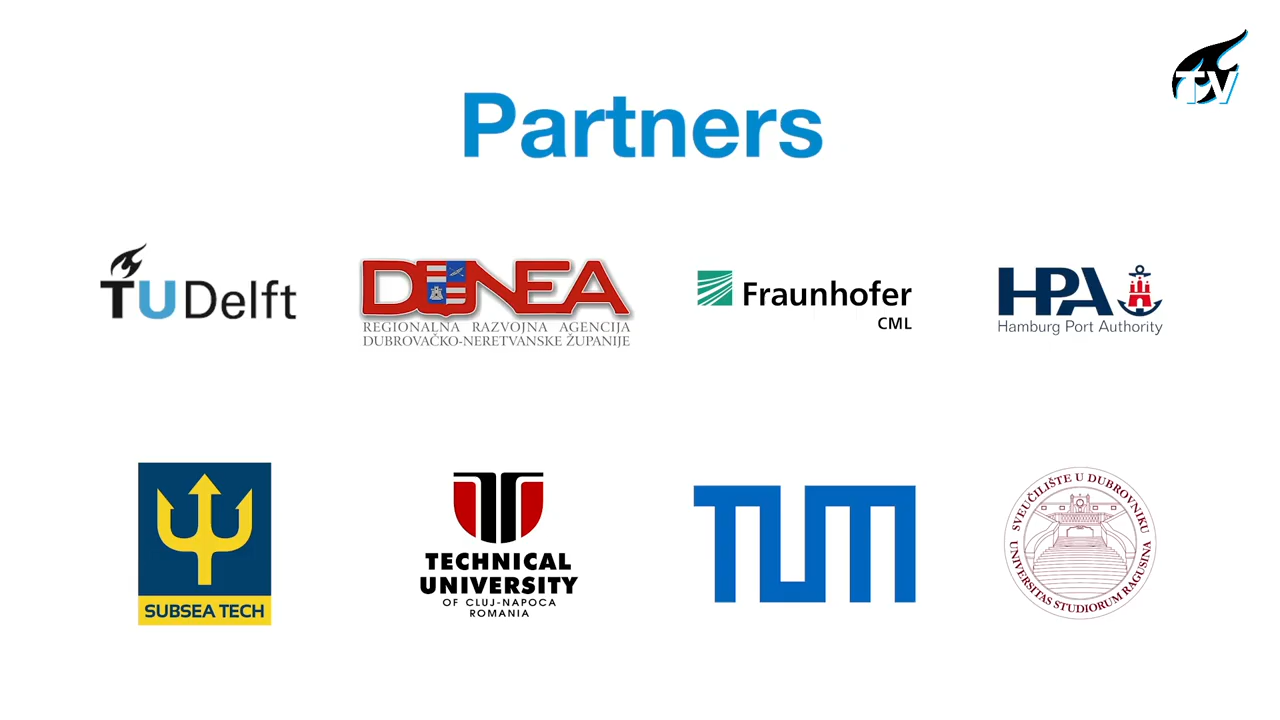 TV
Partners
TU Delft
DUNEA
REGIONALNA RAZVOJNA AGENCIJA
DUBROVAČKO-NERETVANSKE ŽUPANIJE
Fraunhofer
CML
HPA
Hamburg Port Authority
SUBSEA TECH
TECHNICAL
UNIVERSITY
OF CLUJ-NAPOCA
ROMANIA
TUM
SVEUČILIŠTE U DUBROVNIKU
UNIVERSITAS STUDIORUM RAGUSINA